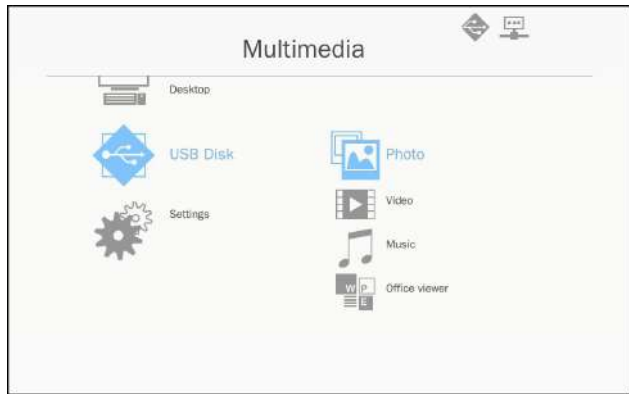 Multimedia
Desktop
USB Disk
Photo
Settings
Video
Music
W P
E
Office viewer